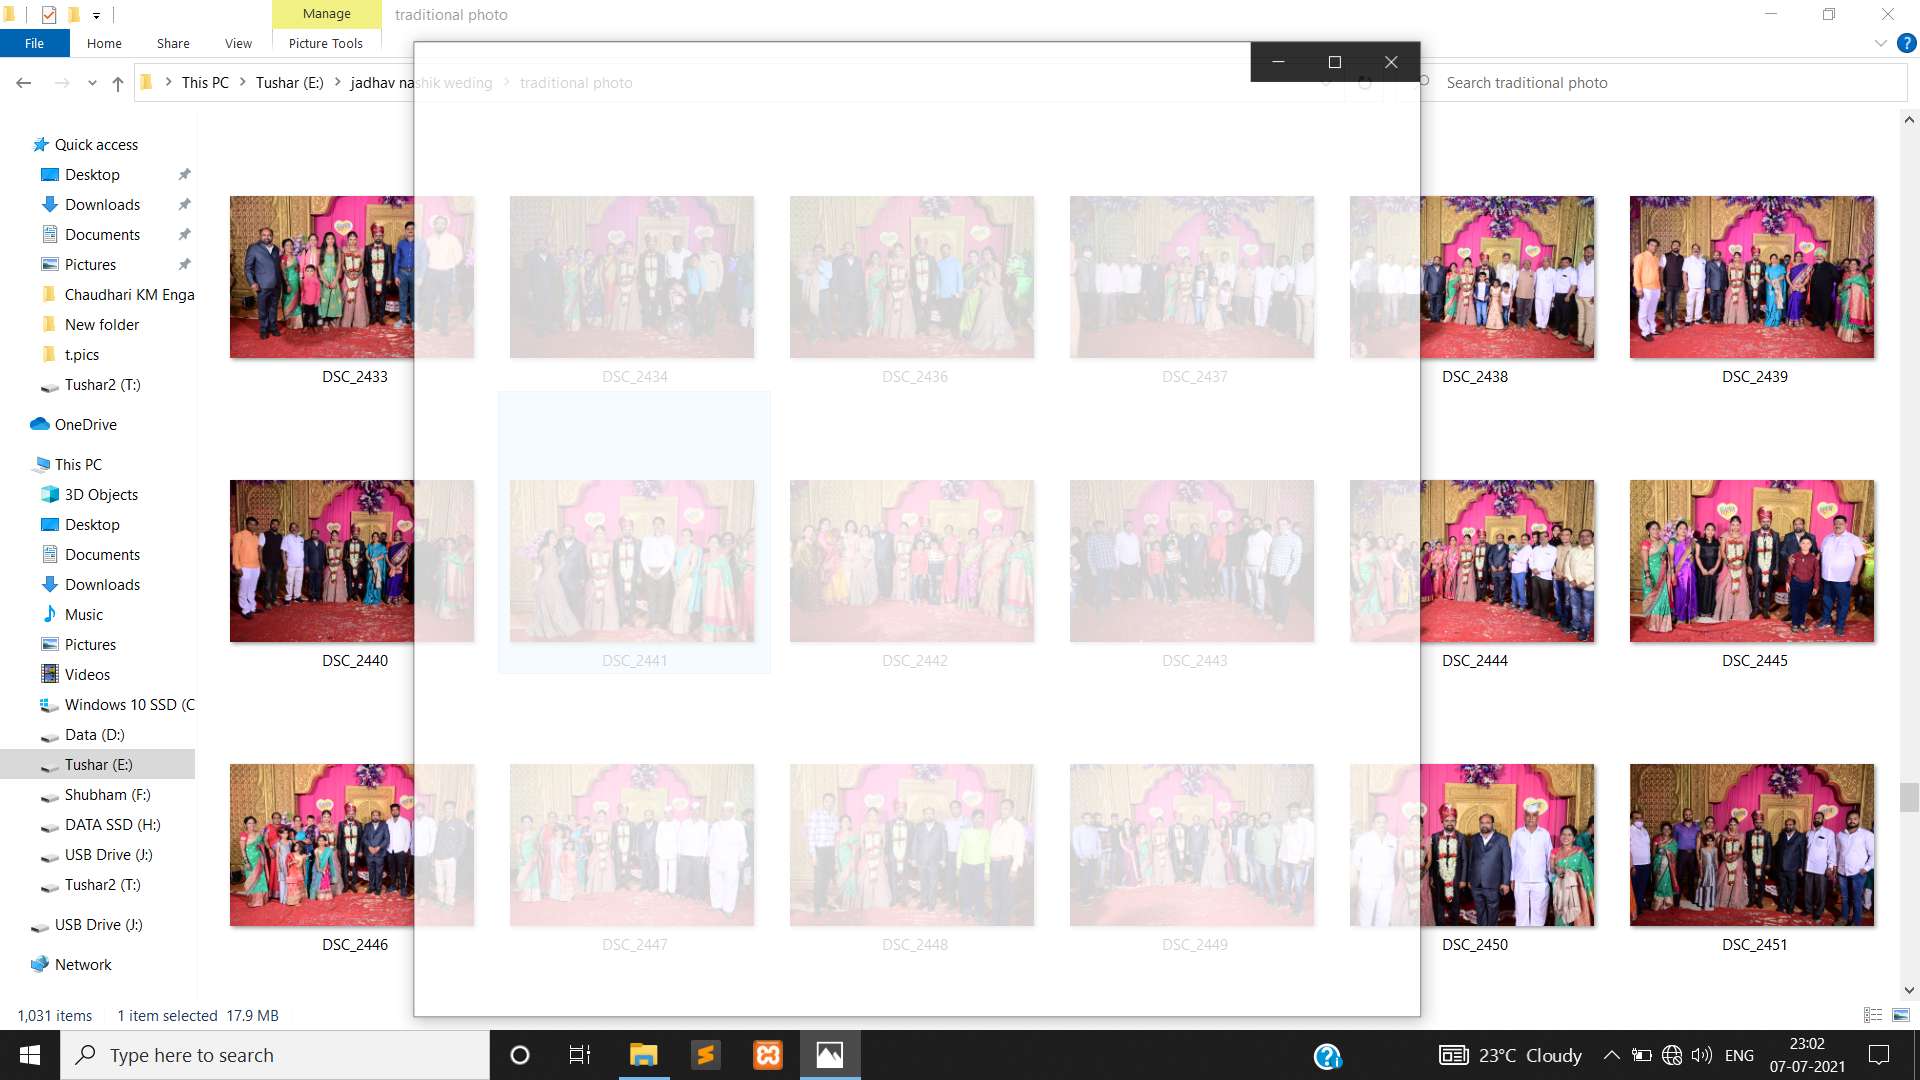 Manage
traditional photo
File
Home
Share
View
Picture Tools
This PC
Tushar (E:)
jadhav nashik weding
traditional photo
Search traditional photo
Quick access
Desktop
Downloads
Documents
Pictures
Chaudhari KM Enga
New folder
t.pics
Tushar2 (T:)
OneDrive
This PC
3D Objects
Desktop
Documents
Downloads
Music
Pictures
Videos
Windows 10 SSD (C
Data (D:)
Tushar (E:)
Shubham (F:)
DATA SSD (H:)
USB Drive (J:)
Tushar2 (T:)
USB Drive (J:)
Network
DSC_2433
DSC_2434
DSC_2436
DSC_2437
DSC_2438
DSC_2439
DSC_2440
DSC_2441
DSC_2442
DSC_2443
DSC_2444
DSC_2445
DSC_2446
DSC_2447
DSC_2448
DSC_2449
DSC_2450
DSC_2451
1,031 items
1 item selected 17.9 MB
Type here to search
23°C Cloudy
ENG
23:02
07-07-2021